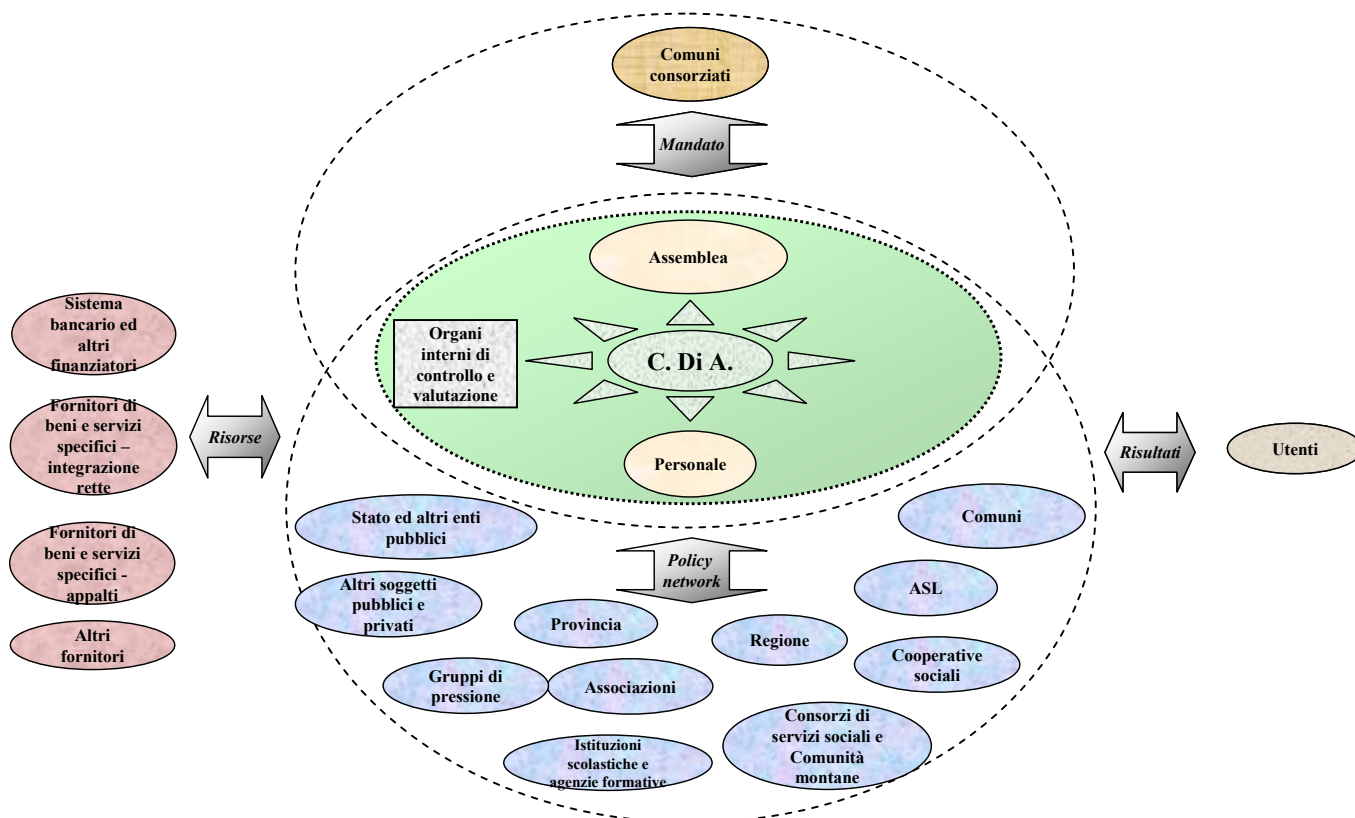 Comuni
consorziati
Mandato
Assemblea
Sistema
bancario ed
altri
finanziatori
Organi
interni di
controllo e
valutazione
C. Di A.
Fornitori di
beni e servizi
specifici –
integrazione
rette
Risorse
Personale
Risultati
Utenti
Stato ed altri enti
pubblici
Comuni
Fornitori di
beni e servizi
specifici -
appalti
Policy
network
Altri soggetti
pubblici e
privati
ASL
Provincia
Regione
Altri
fornitori
Cooperative
sociali
Gruppi di
pressione
Associazioni
Consorzi di
servizi sociali e
Comunità
montane
Istituzioni
scolastiche e
agenzie formative